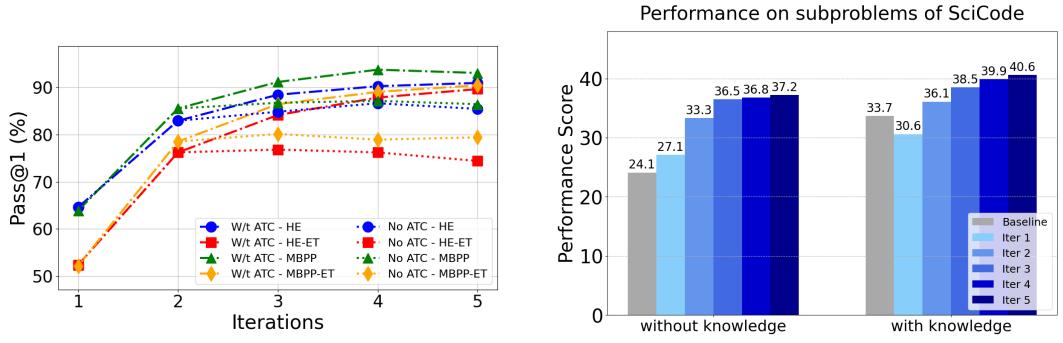 Pass@1 (%)
90
80
70
60
50
1 2 3 4 5
Iterations
W/t ATC - HE
W/t ATC - HE-ET
W/t ATC - MBPP
W/t ATC - MBPP-ET
No ATC - HE
No ATC - HE-ET
No ATC - MBPP
No ATC - MBPP-ET
Performance on subproblems of SciCode
Performance Score
40
30
20
10
0
24.1 27.1 33.3 36.5 36.8 37.2
33.7 30.6 36.1 38.5 39.9 40.6
without knowledge with knowledge
Baseline
Iter 1
Iter 2
Iter 3
Iter 4
Iter 5